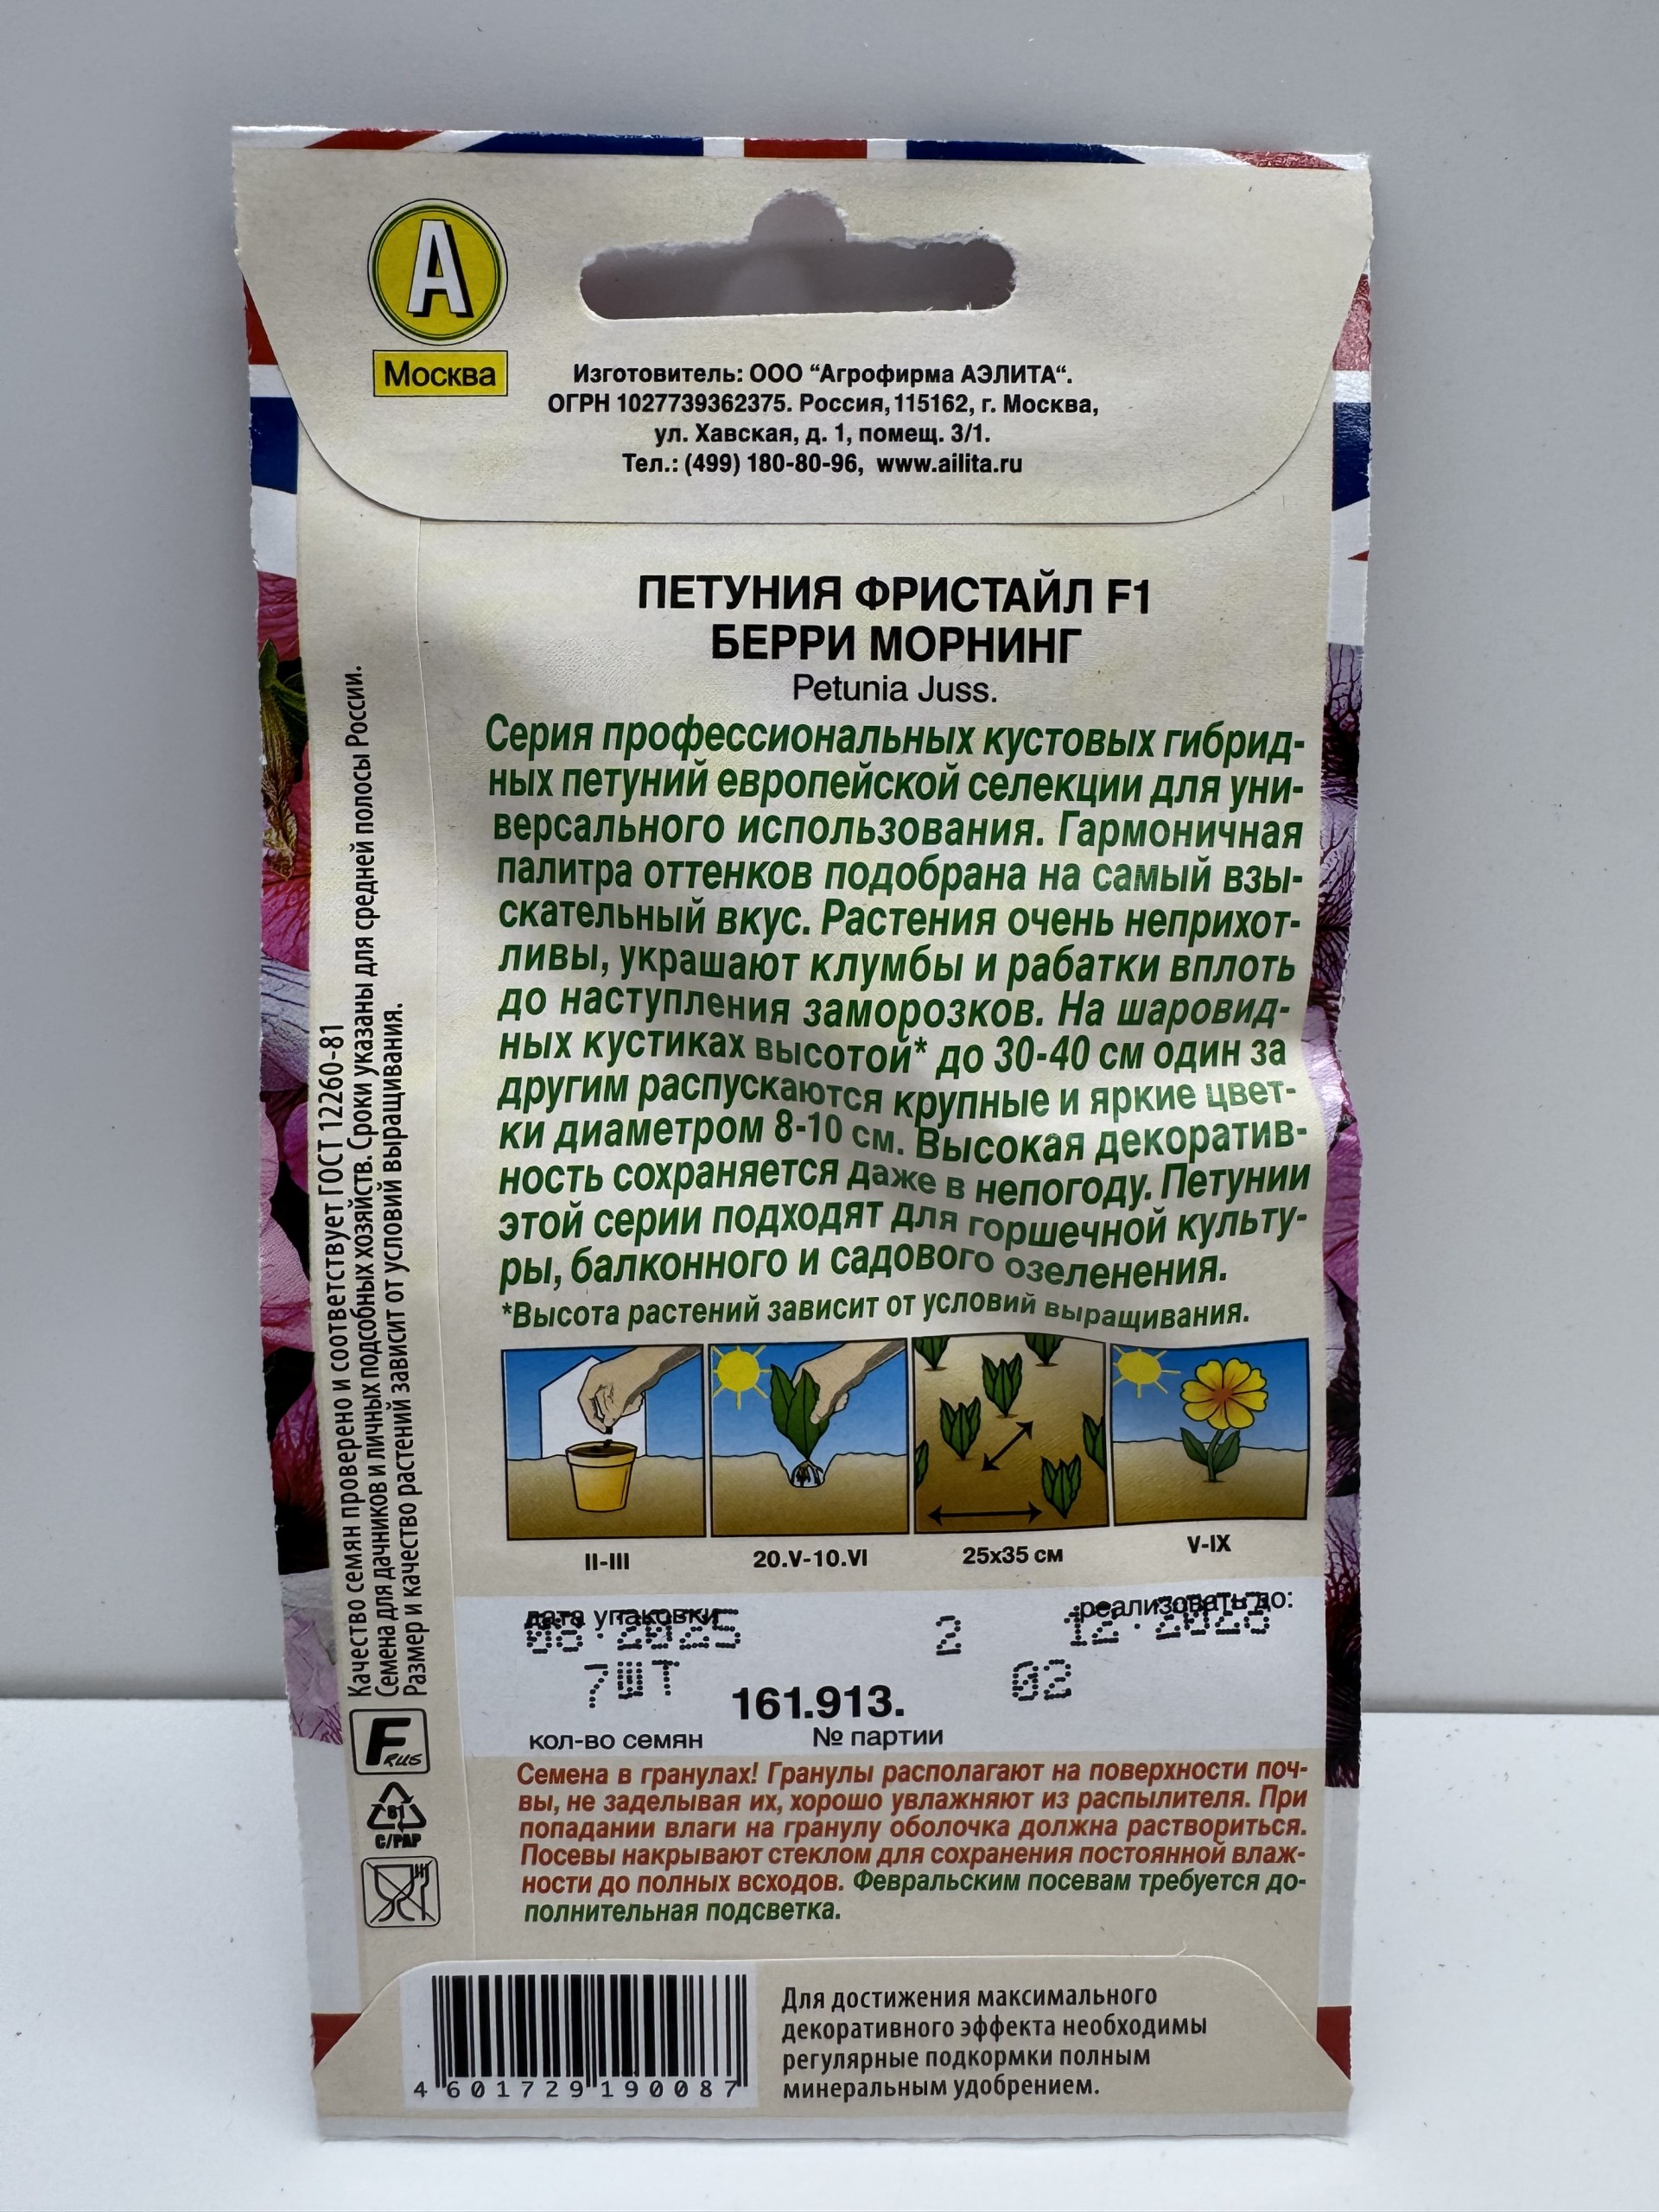 А
Москва
Изготовитель: ООО “Агрофирма АЭЛИТА“.
ОГРН 1027739362375. Россия,115162, г. Москва,
ул. Хавская, д. 1, помещ. 3/1.
Тел.: (499) 180-80-96, www.ailita.ru
ПЕТУНИЯ ФРИСТАЙЛ F1
БЕРРИ МОРНИНГ
Petunia Juss.
Серия профессиональных кустовых гибрид-
ных петуний европейской селекции для уни-
версального использования. Гармоничная
палитра оттенков подобрана на самый взы-
скательный вкус. Растения очень неприхот-
ливы, украшают клумбы и рабатки вплоть
до наступления заморозков. На шаровид-
ных кустиках высотой* до 30-40 см один за
другим распускаются крупные и яркие цвет-
ки диаметром 8-10 см. Высокая декоратив-
ность сохраняется даже в непогоду. Петунии
этой серии подходят для горшечной культу-
ры, балконного и садового озеленения.
*Высота растений зависит от условий выращивания.
II-III 20.V-10.VI 25х35 см V-IX
дата упаковки реализовать до:
08·2025 2 12·2028
7ШТ 161.913. 02
кол-во семян № партии
Семена в гранулах! Гранулы располагают на поверхности поч-
вы, не заделывая их, хорошо увлажняют из распылителя. При
попадании влаги на гранулу оболочка должна раствориться.
Посевы накрывают стеклом для сохранения постоянной влаж-
ности до полных всходов. Февральским посевам требуется до-
полнительная подсветка.
Качество семян проверено и соответствует ГОСТ 12260-81
Семена для дачников и личных подсобных хозяйств. Сроки указаны для средней полосы России.
Размер и качество растений зависит от условий выращивания.
F RUS
81
C/PAP
4 601729 190087
Для достижения максимального
декоративного эффекта необходимы
регулярные подкормки полным
минеральным удобрением.